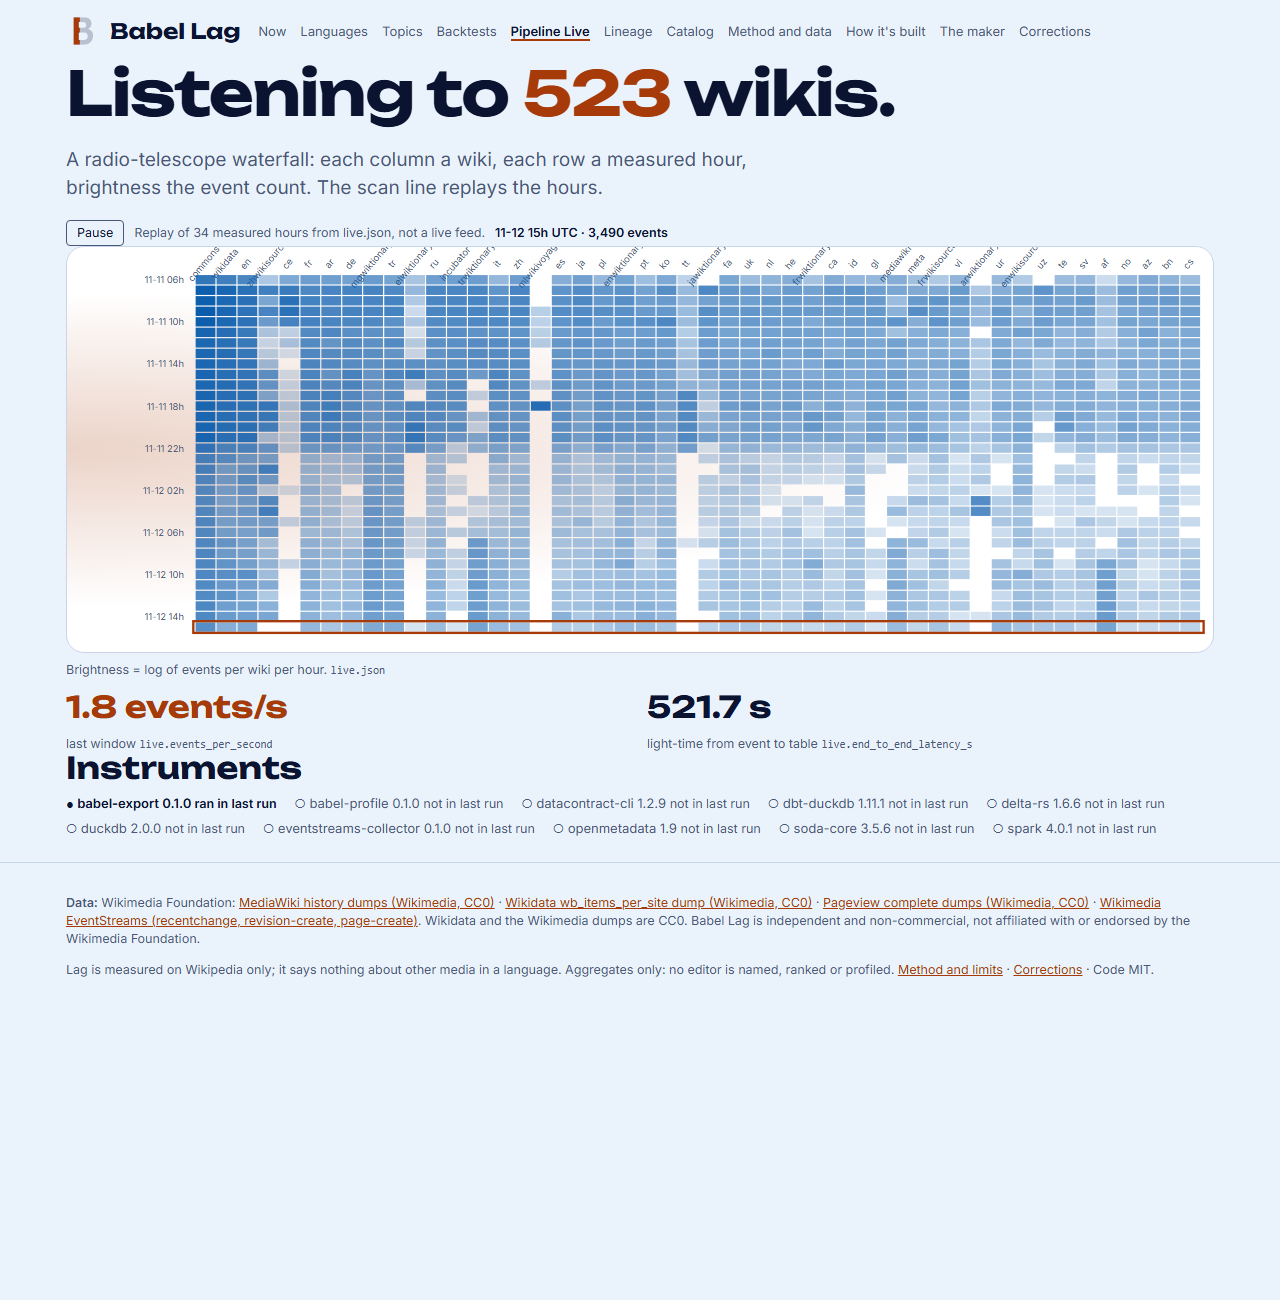 B Babel Lag Now Languages Topics Backtests Pipeline Live Lineage Catalog Method and data How it's built The maker Corrections
Listening to 523 wikis.
A radio-telescope waterfall: each column a wiki, each row a measured hour,
brightness the event count. The scan line replays the hours.
Pause Replay of 34 measured hours from live.json, not a live feed. 11-12 15h UTC · 3,490 events
commons wikidata en ce fr ar de tr ru incubator it zh es ja pl pt ko tt fa uk nl he ca id gl mediawiki meta vi ur uz te sv af no az bn cs
11-11 06h
11-11 10h
11-11 14h
11-11 18h
11-11 22h
11-12 02h
11-12 06h
11-12 10h
11-12 14h
Brightness = log of events per wiki per hour. live.json
1.8 events/s 521.7 s
last window live.events_per_second light-time from event to table live.end_to_end_latency_s
Instruments
● babel-export 0.1.0 ran in last run ○ babel-profile 0.1.0 not in last run ○ datacontract-cli 1.2.9 not in last run ○ dbt-duckdb 1.11.1 not in last run ○ delta-rs 1.6.6 not in last run
○ duckdb 2.0.0 not in last run ○ eventstreams-collector 0.1.0 not in last run ○ openmetadata 1.9 not in last run ○ soda-core 3.5.6 not in last run ○ spark 4.0.1 not in last run
Data: Wikimedia Foundation: MediaWiki history dumps (Wikimedia, CC0) · Wikidata wb_items_per_site dump (Wikimedia, CC0) · Pageview complete dumps (Wikimedia, CC0) · Wikimedia
EventStreams (recentchange, revision-create, page-create). Wikidata and the Wikimedia dumps are CC0. Babel Lag is independent and non-commercial, not affiliated with or endorsed by the
Wikimedia Foundation.
Lag is measured on Wikipedia only; it says nothing about other media in a language. Aggregates only: no editor is named, ranked or profiled. Method and limits · Corrections · Code MIT.